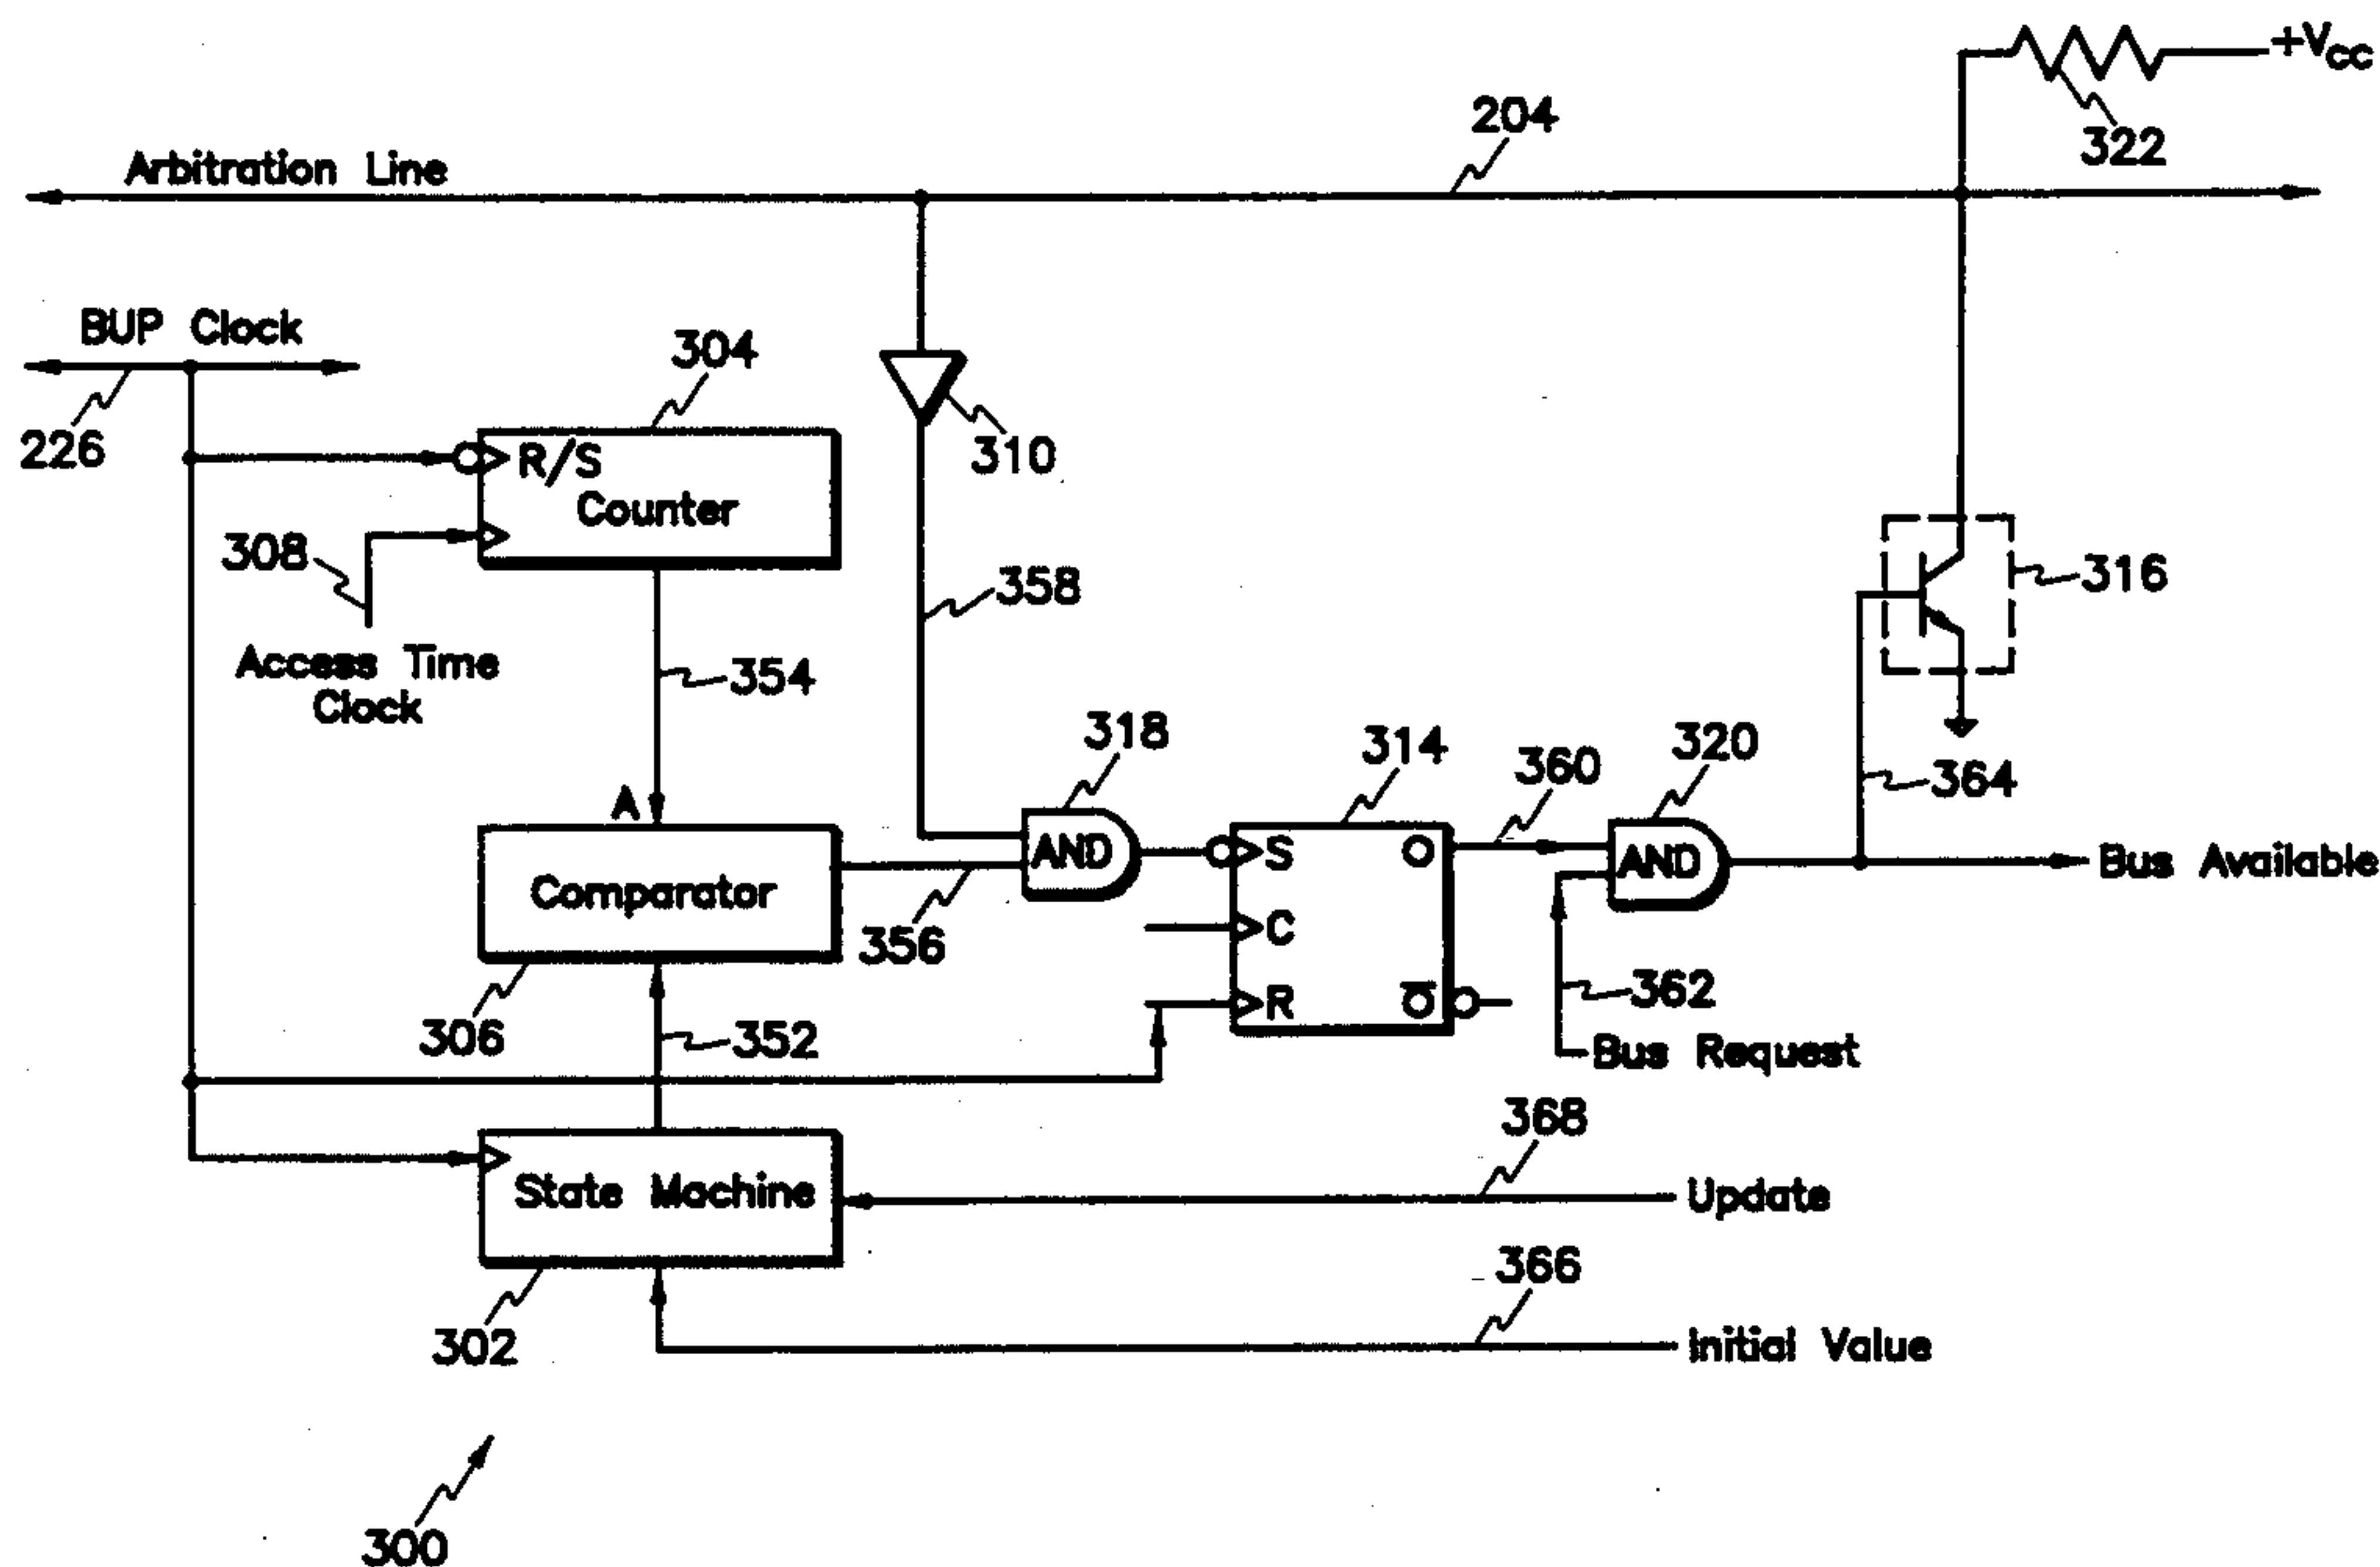 +VCC
322
204
Arbitration Line
BUP Clock
226
304
R/S
Counter
310
308
Access Time
Clock
358
316
354
318
314
360
320
364
A
AND
S
O
AND
Bus Available
Comparator
356
C
362
306
352
R
O̅
Bus Request
368
State Machine
Update
366
302
Initial Value
300